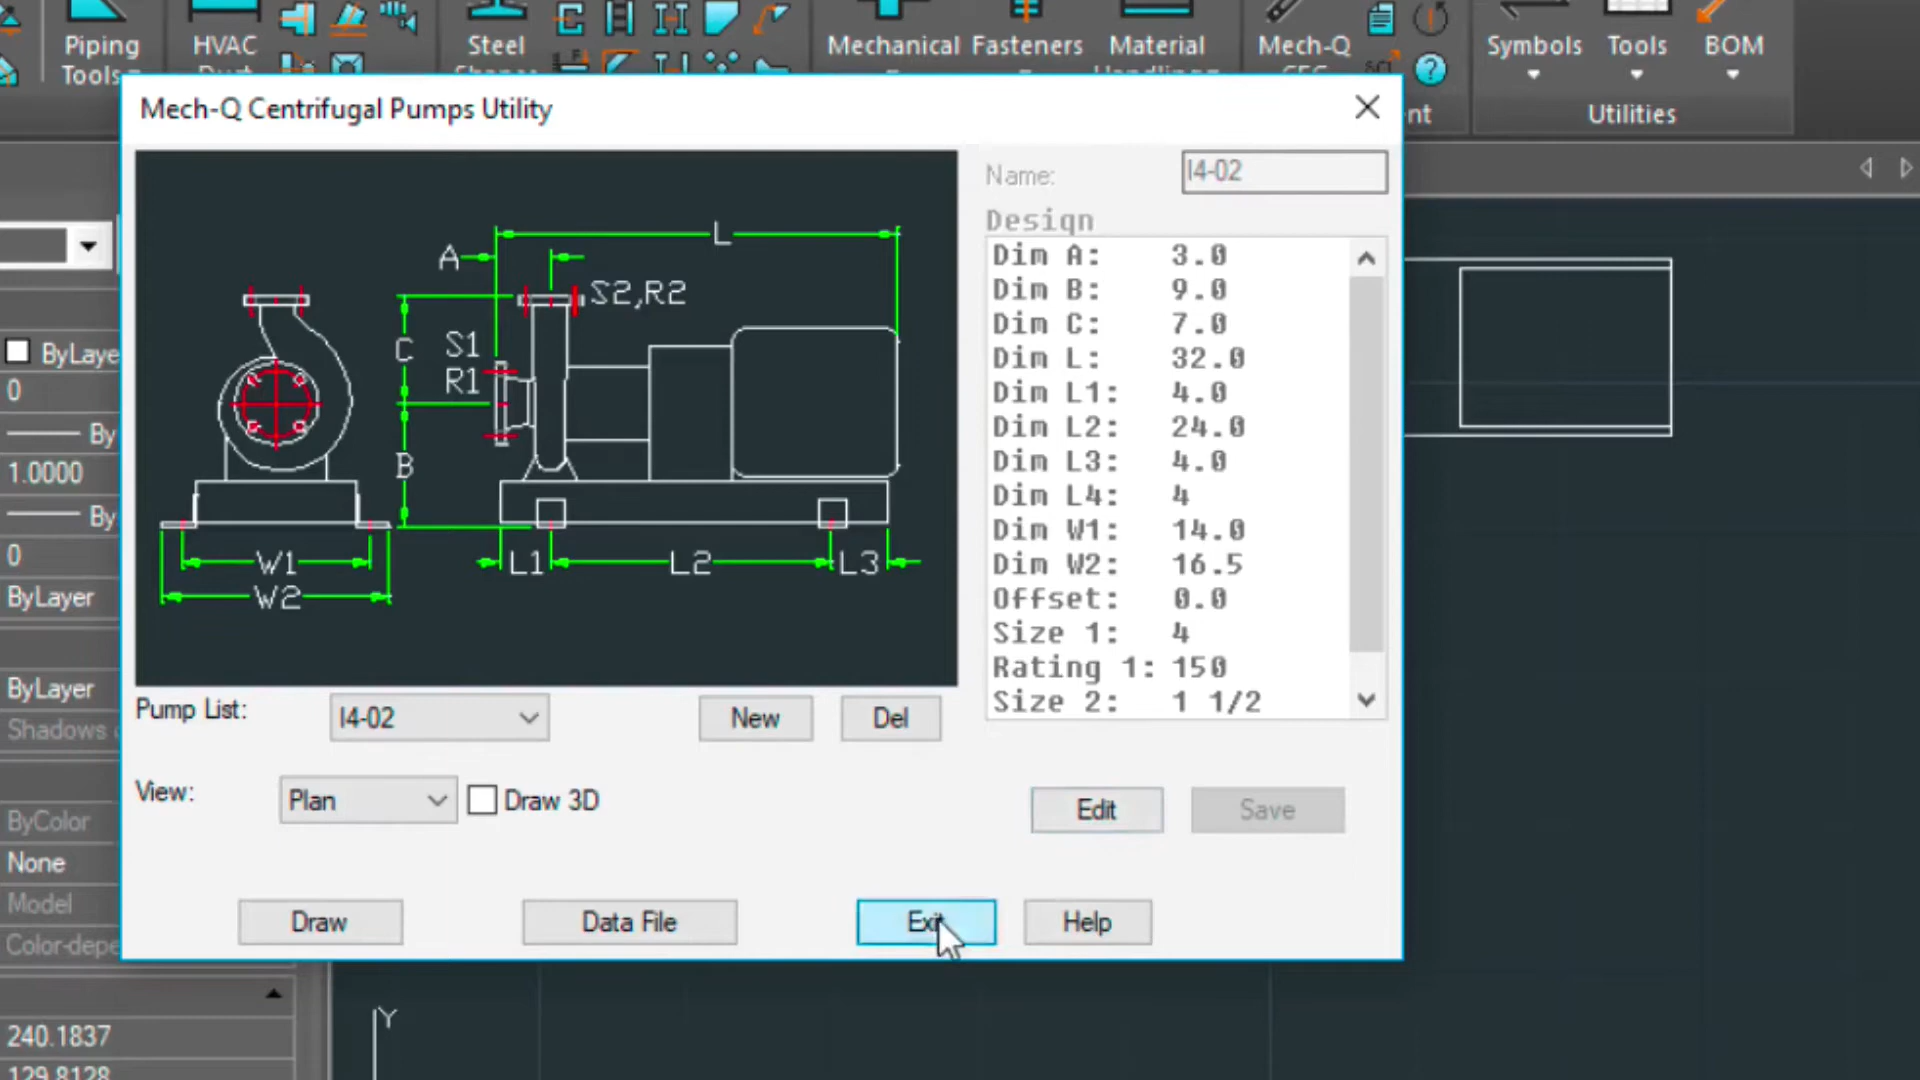 Piping
Tools
HVAC
Duct
Steel
Mechanical
Fasteners
Material
Mech-Q
Symbols
Tools
BOM
Utilities
Mech-Q Centrifugal Pumps Utility
Name:
I4-02
Design
Dim A: 3.0
Dim B: 9.0
Dim C: 7.0
Dim L: 32.0
Dim L1: 4.0
Dim L2: 24.0
Dim L3: 4.0
Dim L4: 4
Dim W1: 14.0
Dim W2: 16.5
Offset: 0.0
Size 1: 4
Rating 1: 150
Size 2: 1 1/2
L
A
S2,R2
C
S1
R1
B
W1
W2
L1
L2
L3
Pump List:
I4-02
New
Del
View:
Plan
Draw 3D
Edit
Save
Draw
Data File
Exit
Help
ByLaye
0
By
1.0000
By
0
ByLayer
ByLayer
Shadows
ByColor
None
Model
Color-depe
240.1837
129.8128
Y